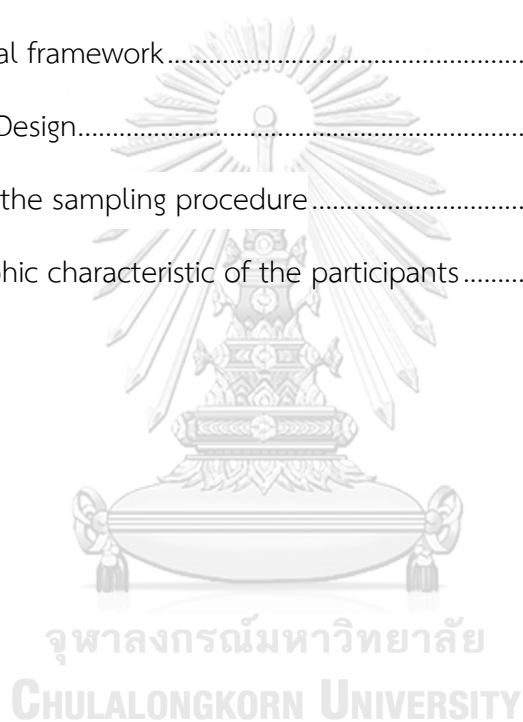 al framework
Design
the sampling procedure
hic characteristic of the participants
จุฬาลงกรณ์มหาวิทยาลัย
CHULALONGKORN UNIVERSITY